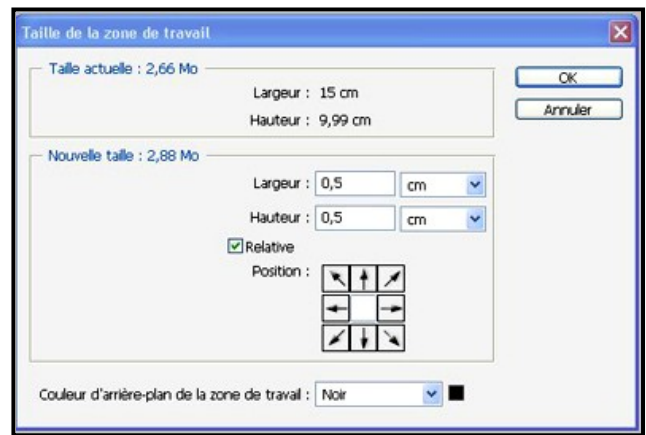 Taille de la zone de travail
Taille actuelle : 2,66 Mo
Largeur : 15 cm
Hauteur : 9,99 cm
OK
Annuler
Nouvelle taille : 2,88 Mo
Largeur : 0,5 cm
Hauteur : 0,5 cm
Relative
Position :
Couleur d'arrière-plan de la zone de travail : Noir